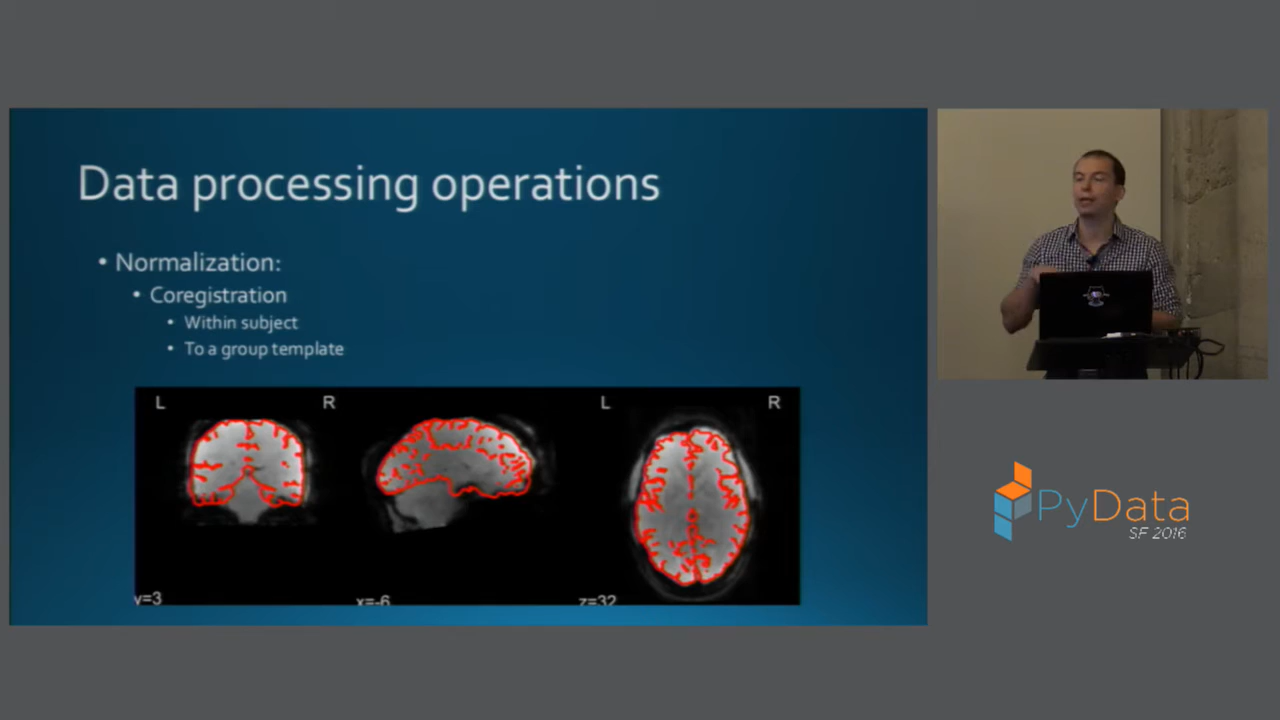 Data processing operations
• Normalization:
• Coregistration
• Within subject
• To a group template
L R L R
y=3 x=-6 z=32
PyData
SF 2016